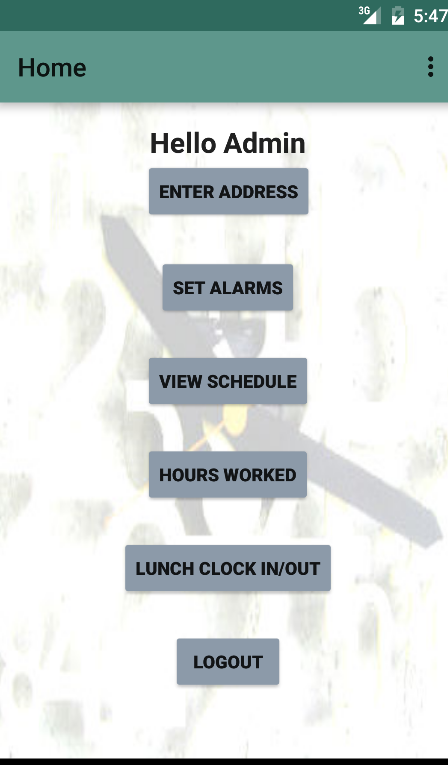 3G 5:47
Home
Hello Admin
ENTER ADDRESS
SET ALARMS
VIEW SCHEDULE
HOURS WORKED
LUNCH CLOCK IN/OUT
LOGOUT